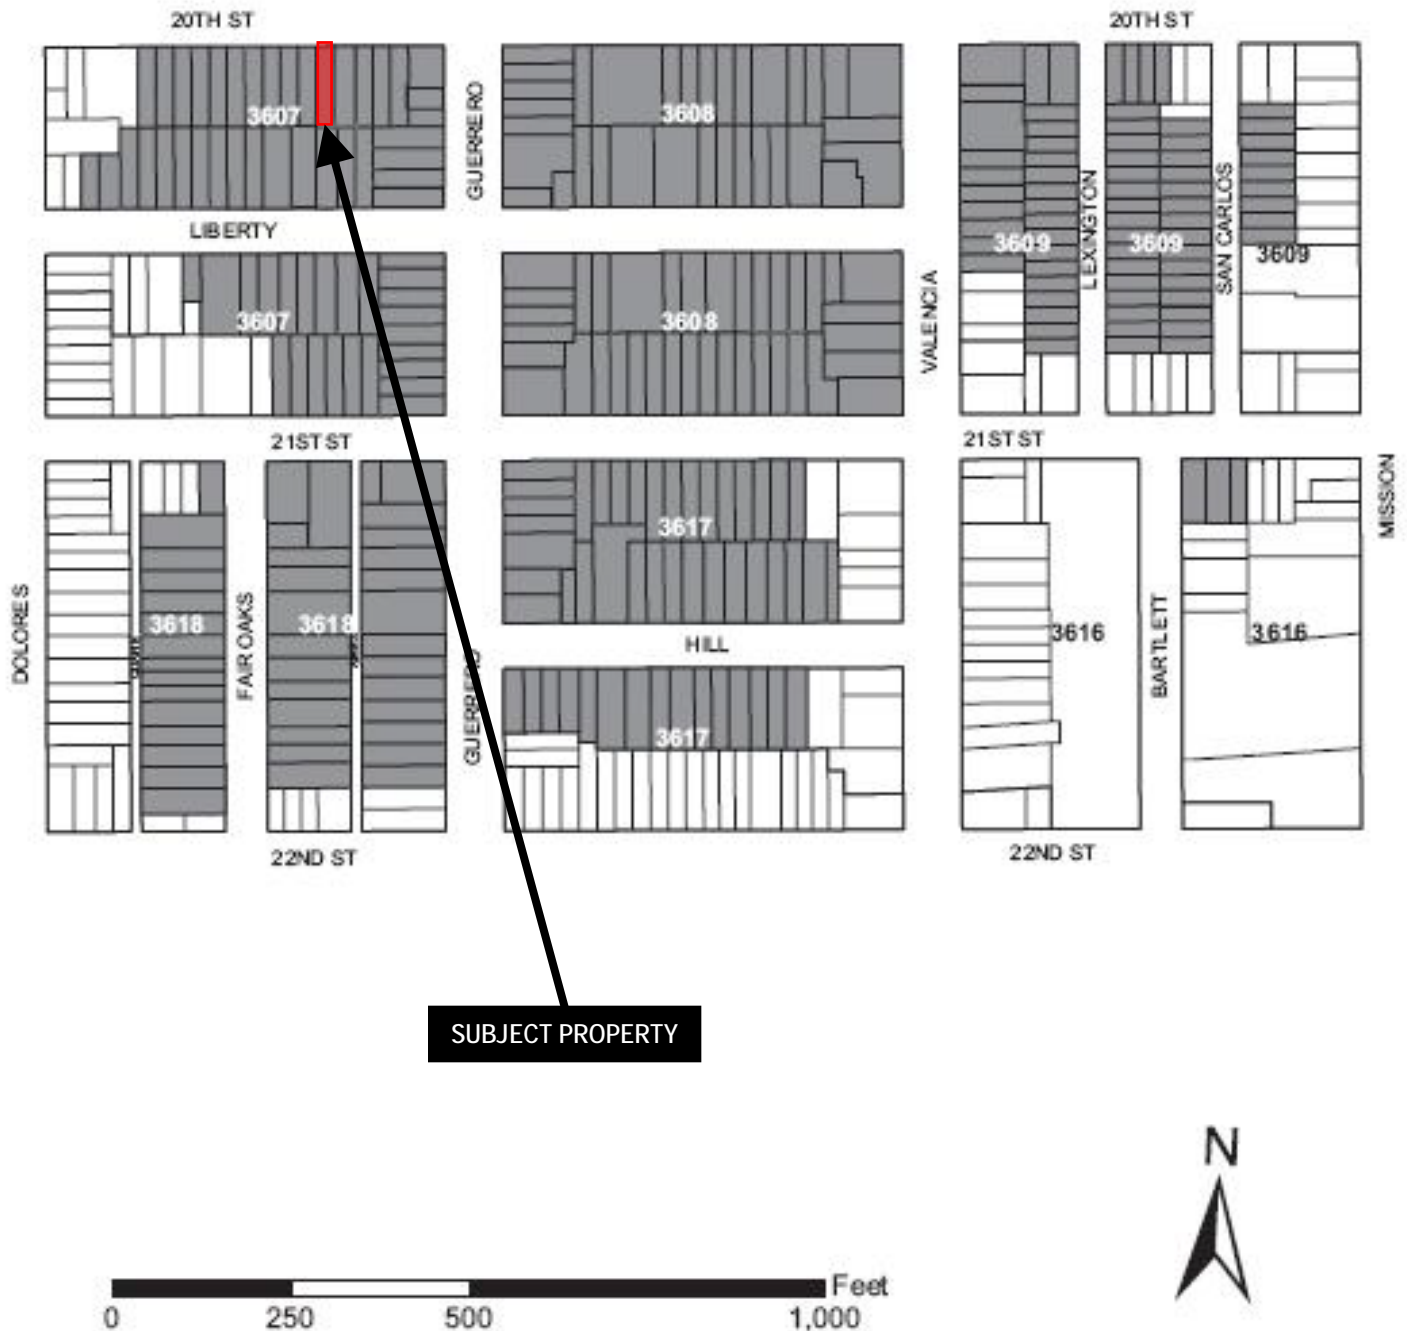 20TH ST
20TH ST
3607
3608
GUERRERO
LIBERTY
3609
LEXINGTON
3609
SAN CARLOS
3609
3607
3608
VALENCIA
21ST ST
21ST ST
MISSION
3617
DOLORES
3618
FAIR OAKS
3618
GUERRERO
HILL
3616
BARTLETT
3616
3617
22ND ST
22ND ST
SUBJECT PROPERTY
N
Feet
0 250 500 1,000